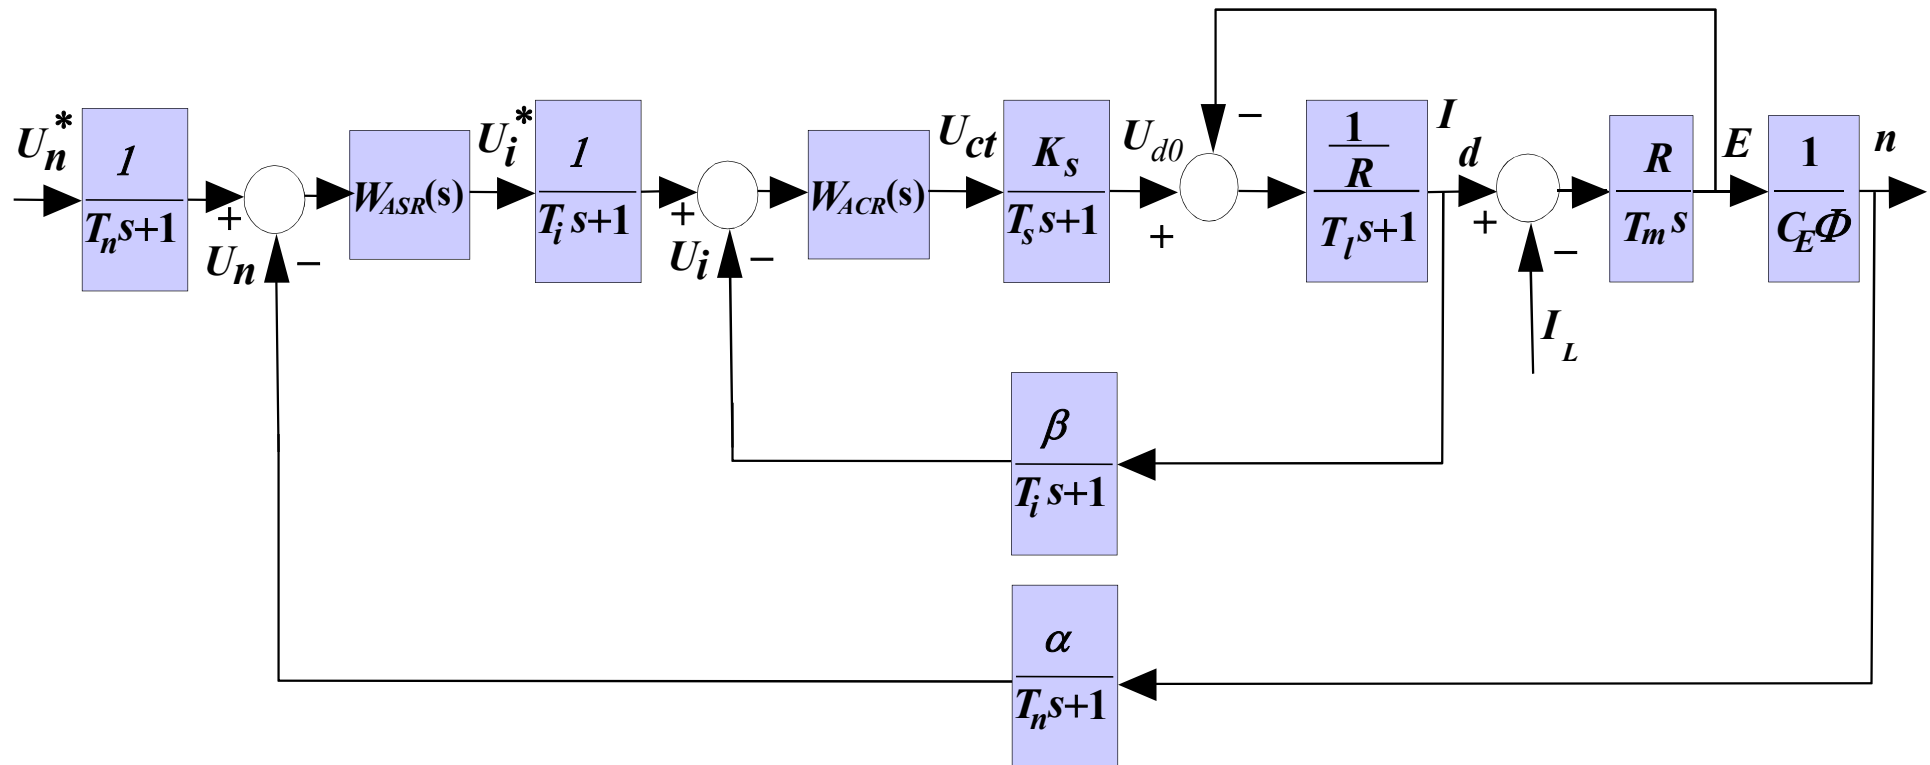 U_n^*
1
T_n s+1
+
U_n
−
W_ASR(s)
U_i^*
1
T_i s+1
+
U_i
−
W_ACR(s)
U_ct
K_s
T_s s+1
U_d0
+
−
1
R
T_l s+1
I_d
+
−
I_L
R
T_m s
E
1
C_E Φ
n
β
T_i s+1
α
T_n s+1